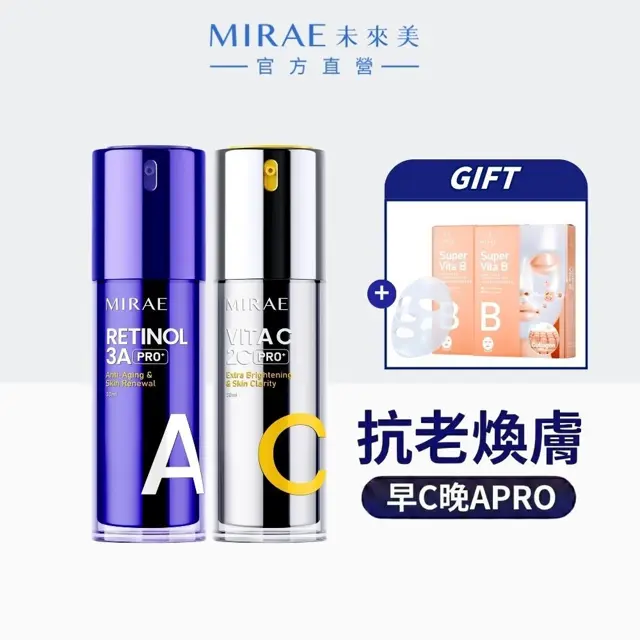 MIRAE 未來美
官方直營
MIRAE
RETINOL
3A PRO+
Anti-Aging &
Skin Renewal
A
MIRAE
VITA C
2C PRO+
Extra Brightening
& Skin Clarity
C
GIFT
+
Super
Vita B
B
Super
Vita B
B
Collagen
抗老煥膚
早C晚APRO